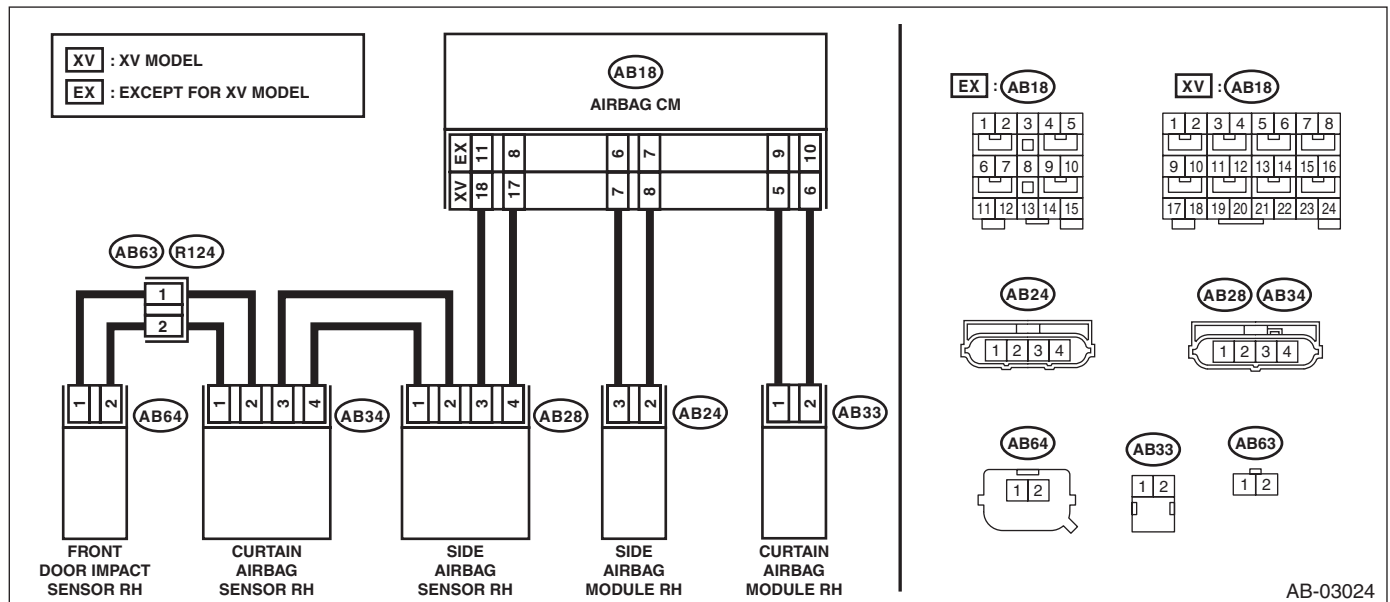 XV : XV MODEL
EX : EXCEPT FOR XV MODEL
AB18
AIRBAG CM
EX 11 8 6 7 9 10
XV 18 17 7 8 5 6
AB63 R124
1
2
1 2
AB64
1 2 3 4
AB34
1 2 3 4
AB28
3 2
AB24
1 2
AB33
FRONT
DOOR IMPACT
SENSOR RH
CURTAIN
AIRBAG
SENSOR RH
SIDE
AIRBAG
SENSOR RH
SIDE
AIRBAG
MODULE RH
CURTAIN
AIRBAG
MODULE RH
EX : AB18
1 2 3 4 5
6 7 8 9 10
11 12 13 14 15
XV : AB18
1 2 3 4 5 6 7 8
9 10 11 12 13 14 15 16
17 18 19 20 21 22 23 24
AB24
1 2 3 4
AB28 AB34
1 2 3 4
AB64
1 2
AB33
1 2
AB63
1 2
AB-03024